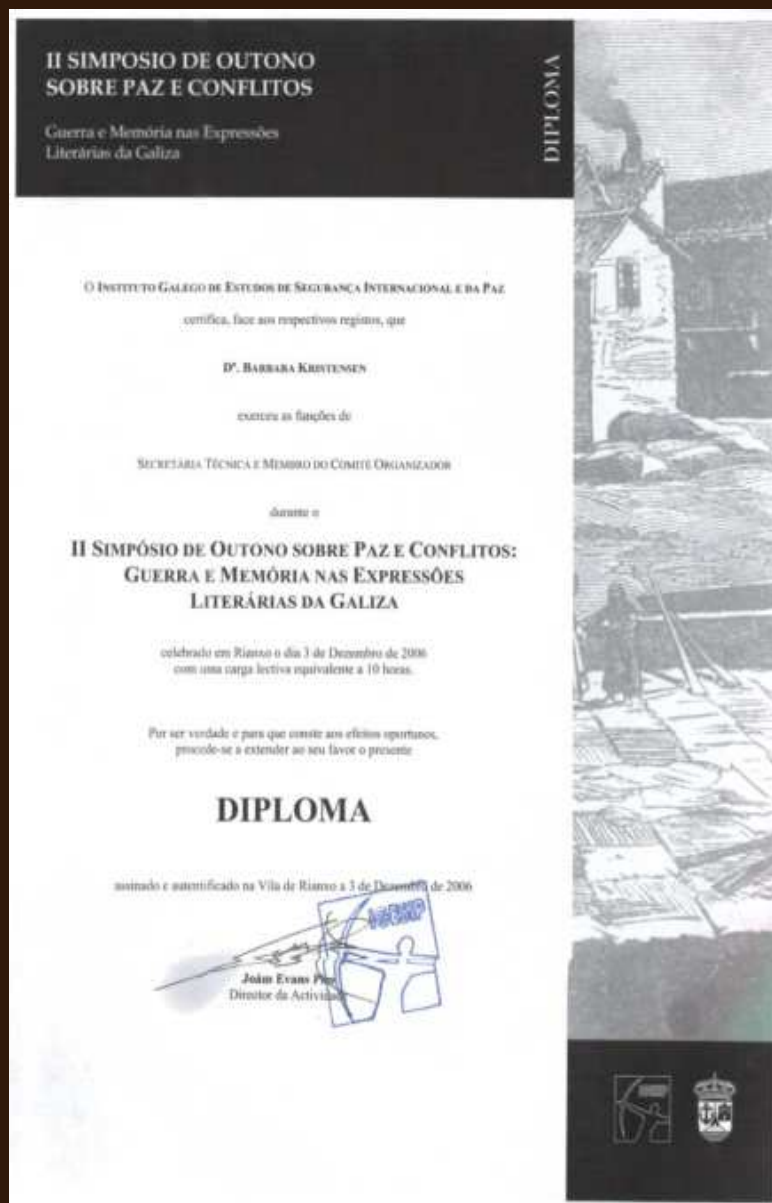 II SIMPOSIO DE OUTONO
SOBRE PAZ E CONFLITOS
Guerra e Memória nas Expressões
Literárias da Galiza
DIPLOMA
O INSTITUTO GALEGO DE ESTUDOS DE SEGURANÇA INTERNACIONAL E DA PAZ
certifica, face aos respectivos registos, que
Dª. BARBARA KRISTENSEN
exerceu as funções de
SECRETÁRIA TÉCNICA E MEMBRO DO COMITÉ ORGANIZADOR
durante o
II SIMPÓSIO DE OUTONO SOBRE PAZ E CONFLITOS:
GUERRA E MEMÓRIA NAS EXPRESSÕES
LITERÁRIAS DA GALIZA
celebrado em Rianxo o dia 3 de Dezembro de 2006
com uma carga lectiva equivalente a 10 horas.
Por ser verdade e para que conste aos efeitos oportunos,
procede-se a extender ao seu favor o presente
DIPLOMA
assinado e autentificado na Vila de Rianxo a 3 de Dezembro de 2006
Joám Evans
Director da Actividade